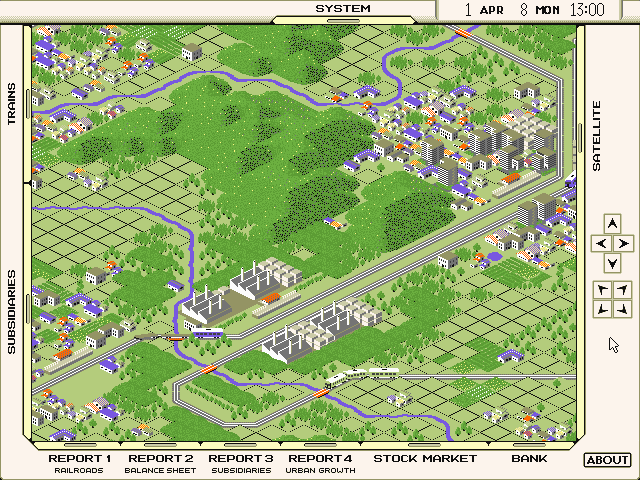 SYSTEM
1 APR 8 MON 13:00
TRAINS
SATELLITE
SUBSIDIARIES
REPORT 1 REPORT 2 REPORT 3 REPORT 4 STOCK MARKET BANK
RAILROADS BALANCE SHEET SUBSIDIARIES URBAN GROWTH
ABOUT